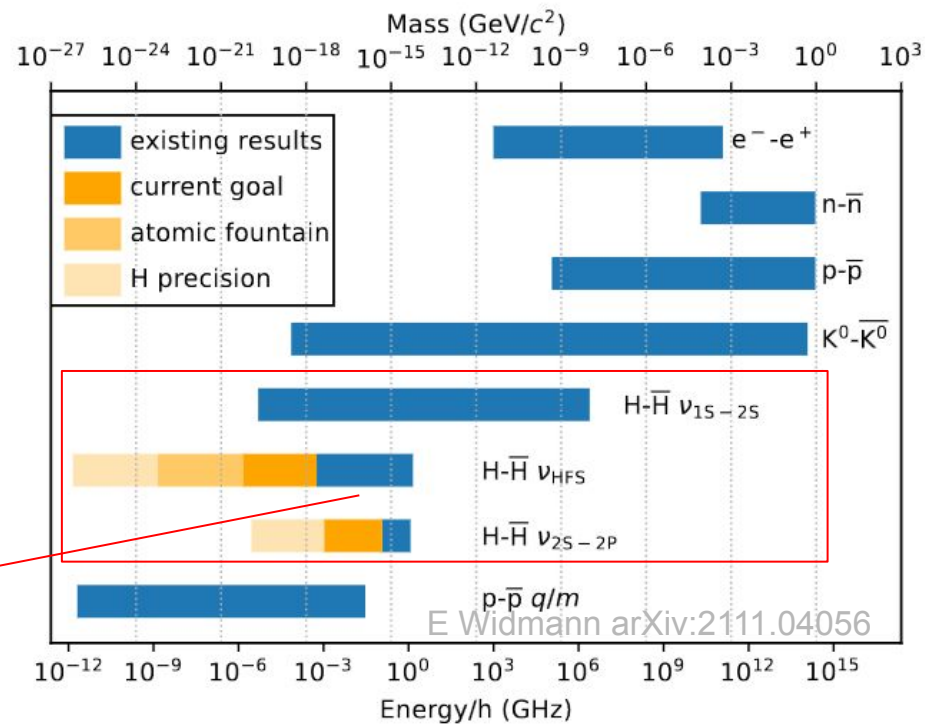 Mass (GeV/c²)
10⁻²⁷ 10⁻²⁴ 10⁻²¹ 10⁻¹⁸ 10⁻¹⁵ 10⁻¹² 10⁻⁹ 10⁻⁶ 10⁻³ 10⁰ 10³
existing results
current goal
atomic fountain
H precision
e⁻-e⁺
n-n̅
p-p̅
K⁰-K̅⁰
H-H̅ ν₁S₋₂S
H-H̅ νHFS
H-H̅ ν₂S₋₂P
p-p̅ q/m
E Widmann arXiv:2111.04056
10⁻¹² 10⁻⁹ 10⁻⁶ 10⁻³ 10⁰ 10³ 10⁶ 10⁹ 10¹² 10¹⁵
Energy/h (GHz)